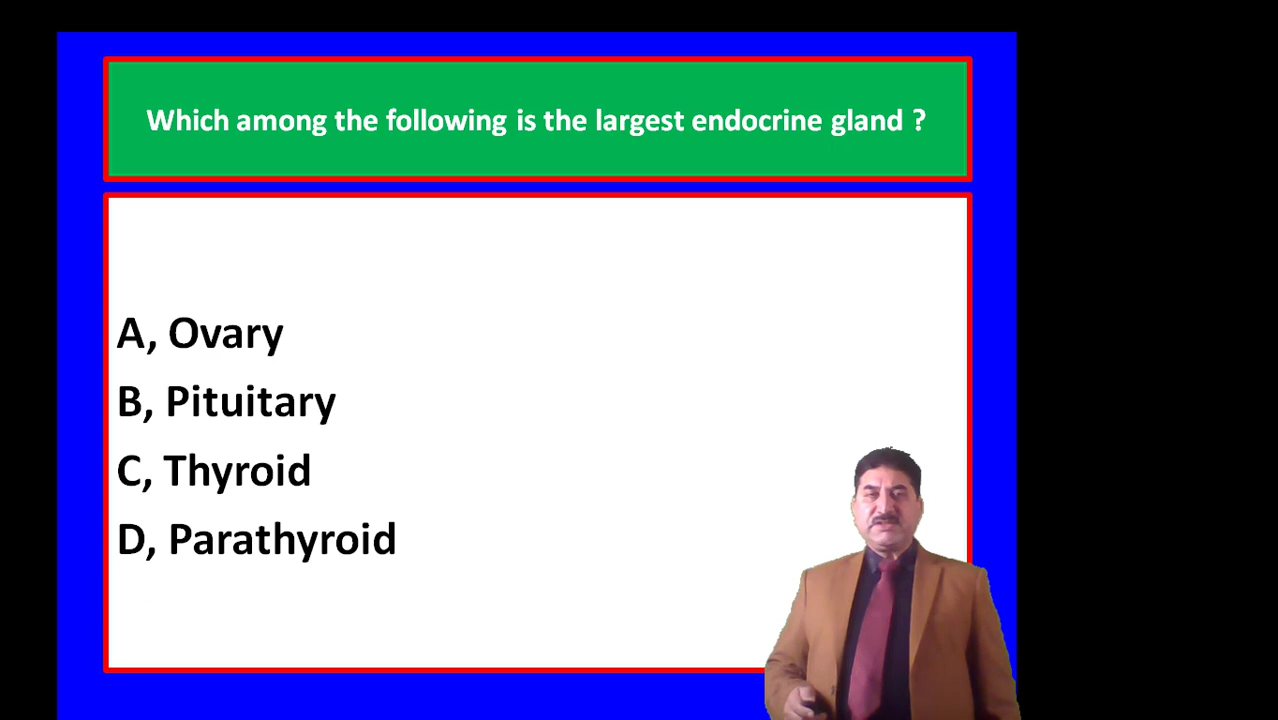 Which among the following is the largest endocrine gland ?
A, Ovary
B, Pituitary
C, Thyroid
D, Parathyroid